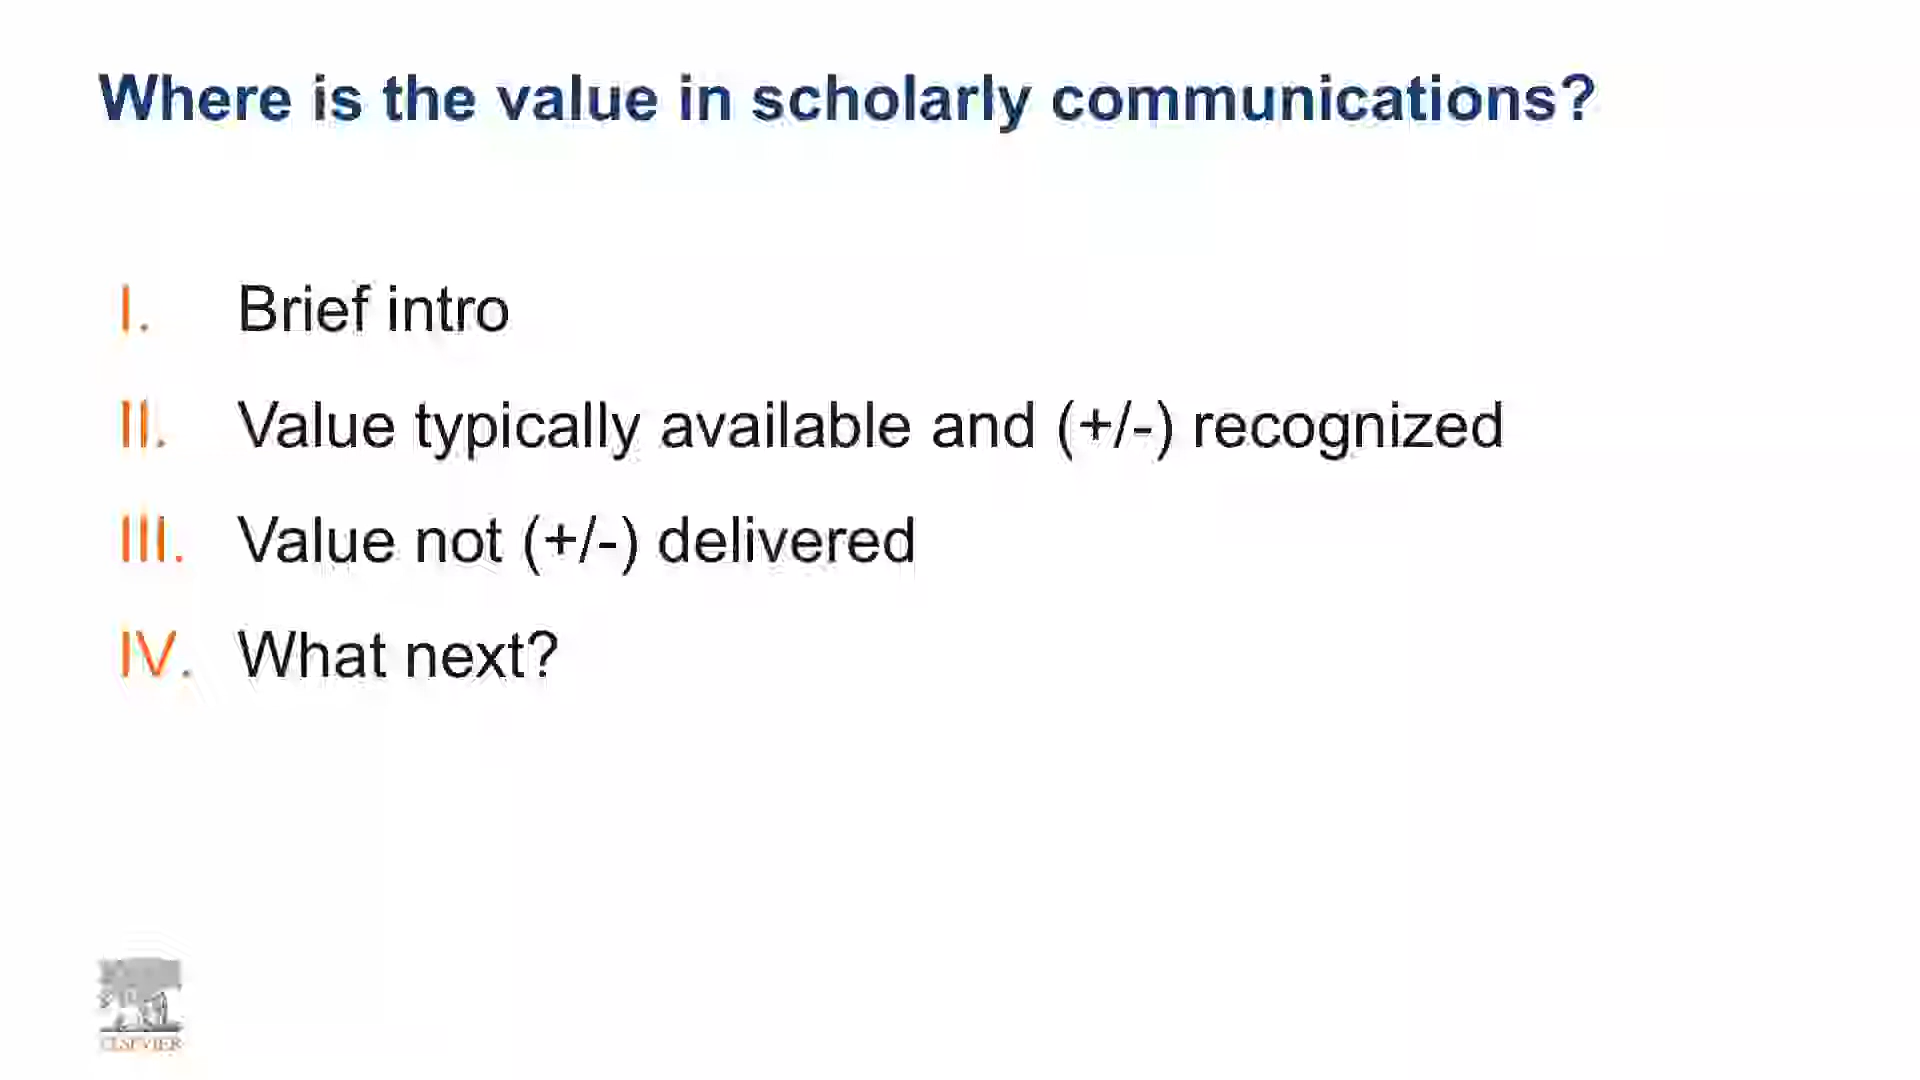 Where is the value in scholarly communications?
I. Brief intro
II. Value typically available and (+/-) recognized
III. Value not (+/-) delivered
IV. What next?
ELSEVIER